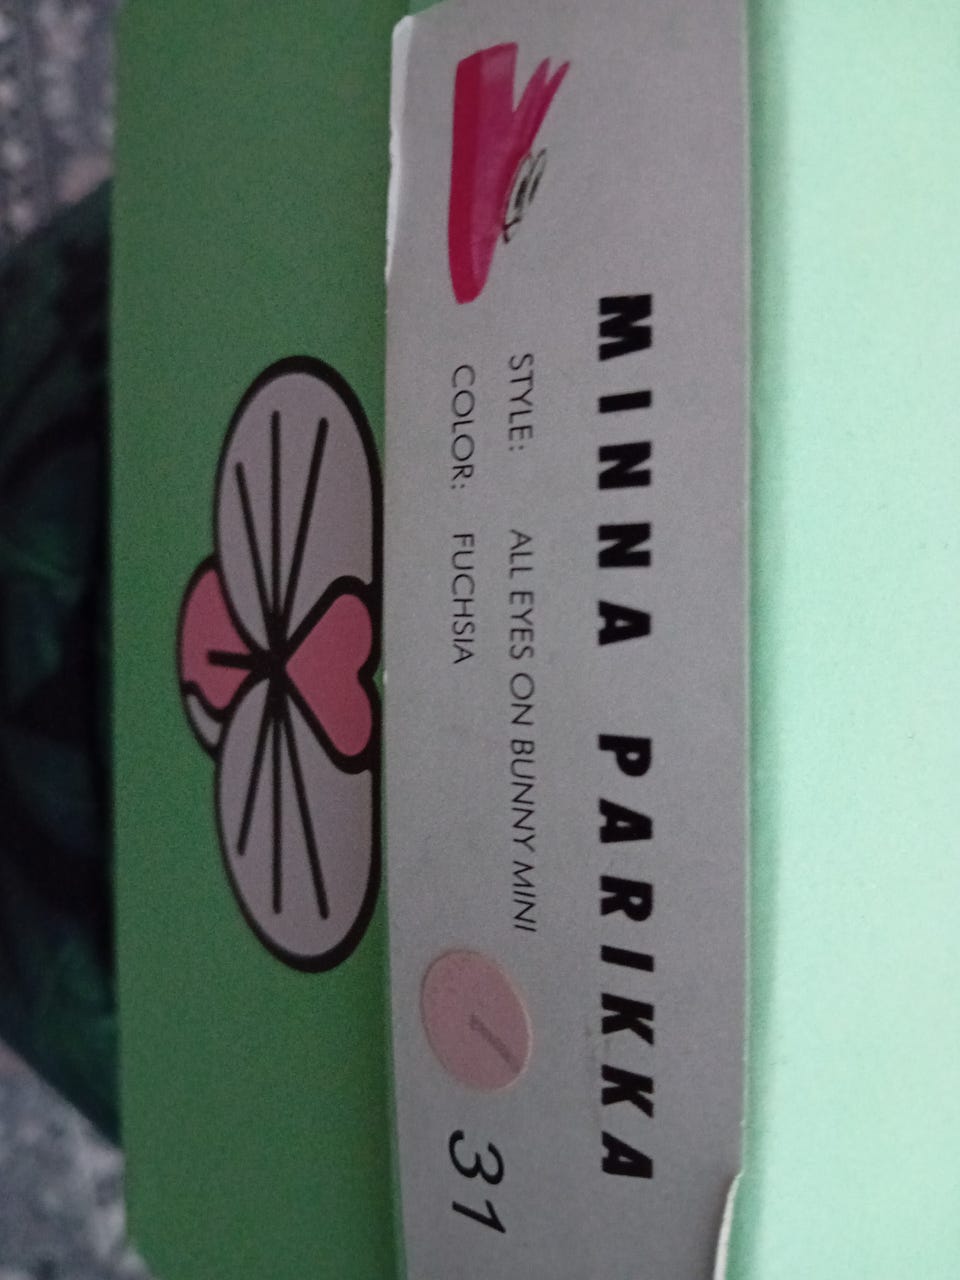 MINNA PARIKKA
STYLE: ALL EYES ON BUNNY MINI
COLOR: FUCHSIA
31